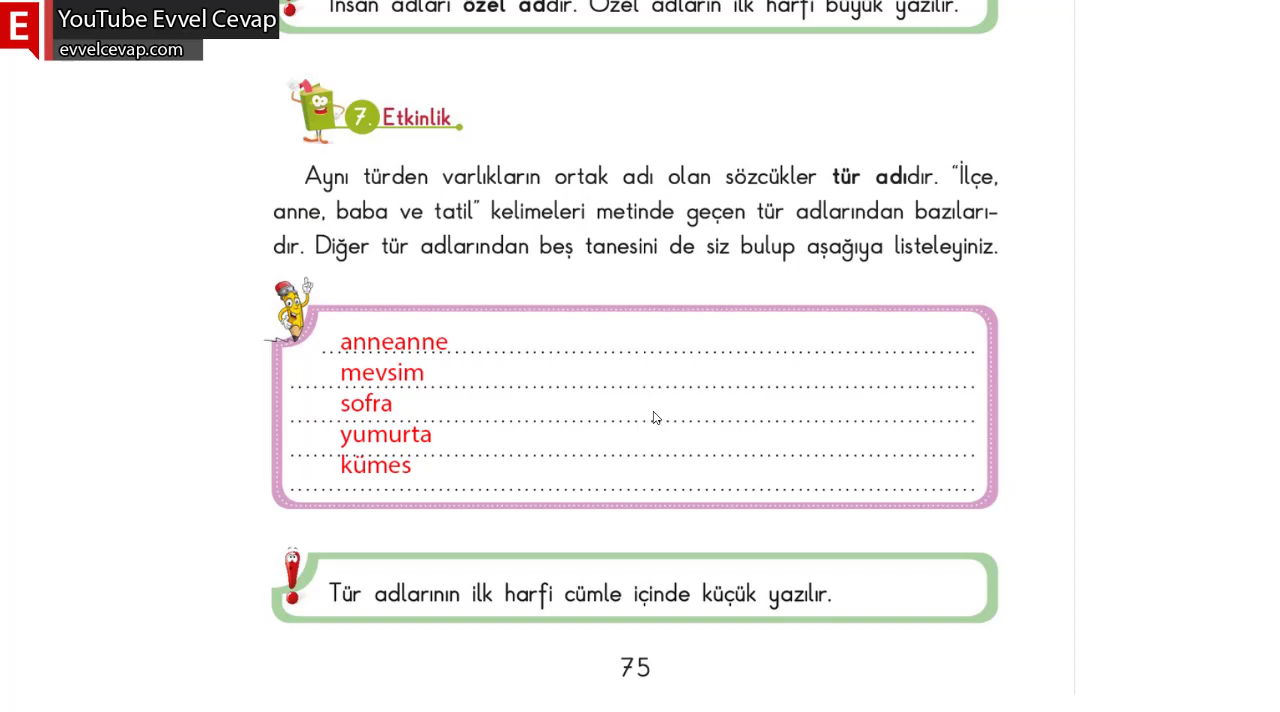 YouTube Evvel Cevap
evvelcevap.com
İnsan adları özel addır. Özel adların ilk harfi büyük yazılır.
7. Etkinlik
Aynı türden varlıkların ortak adı olan sözcükler tür adıdır. “İlçe,
anne, baba ve tatil” kelimeleri metinde geçen tür adlarından bazıları-
dır. Diğer tür adlarından beş tanesini de siz bulup aşağıya listeleyiniz.
anneanne
mevsim
sofra
yumurta
kümes
Tür adlarının ilk harfi cümle içinde küçük yazılır.
75